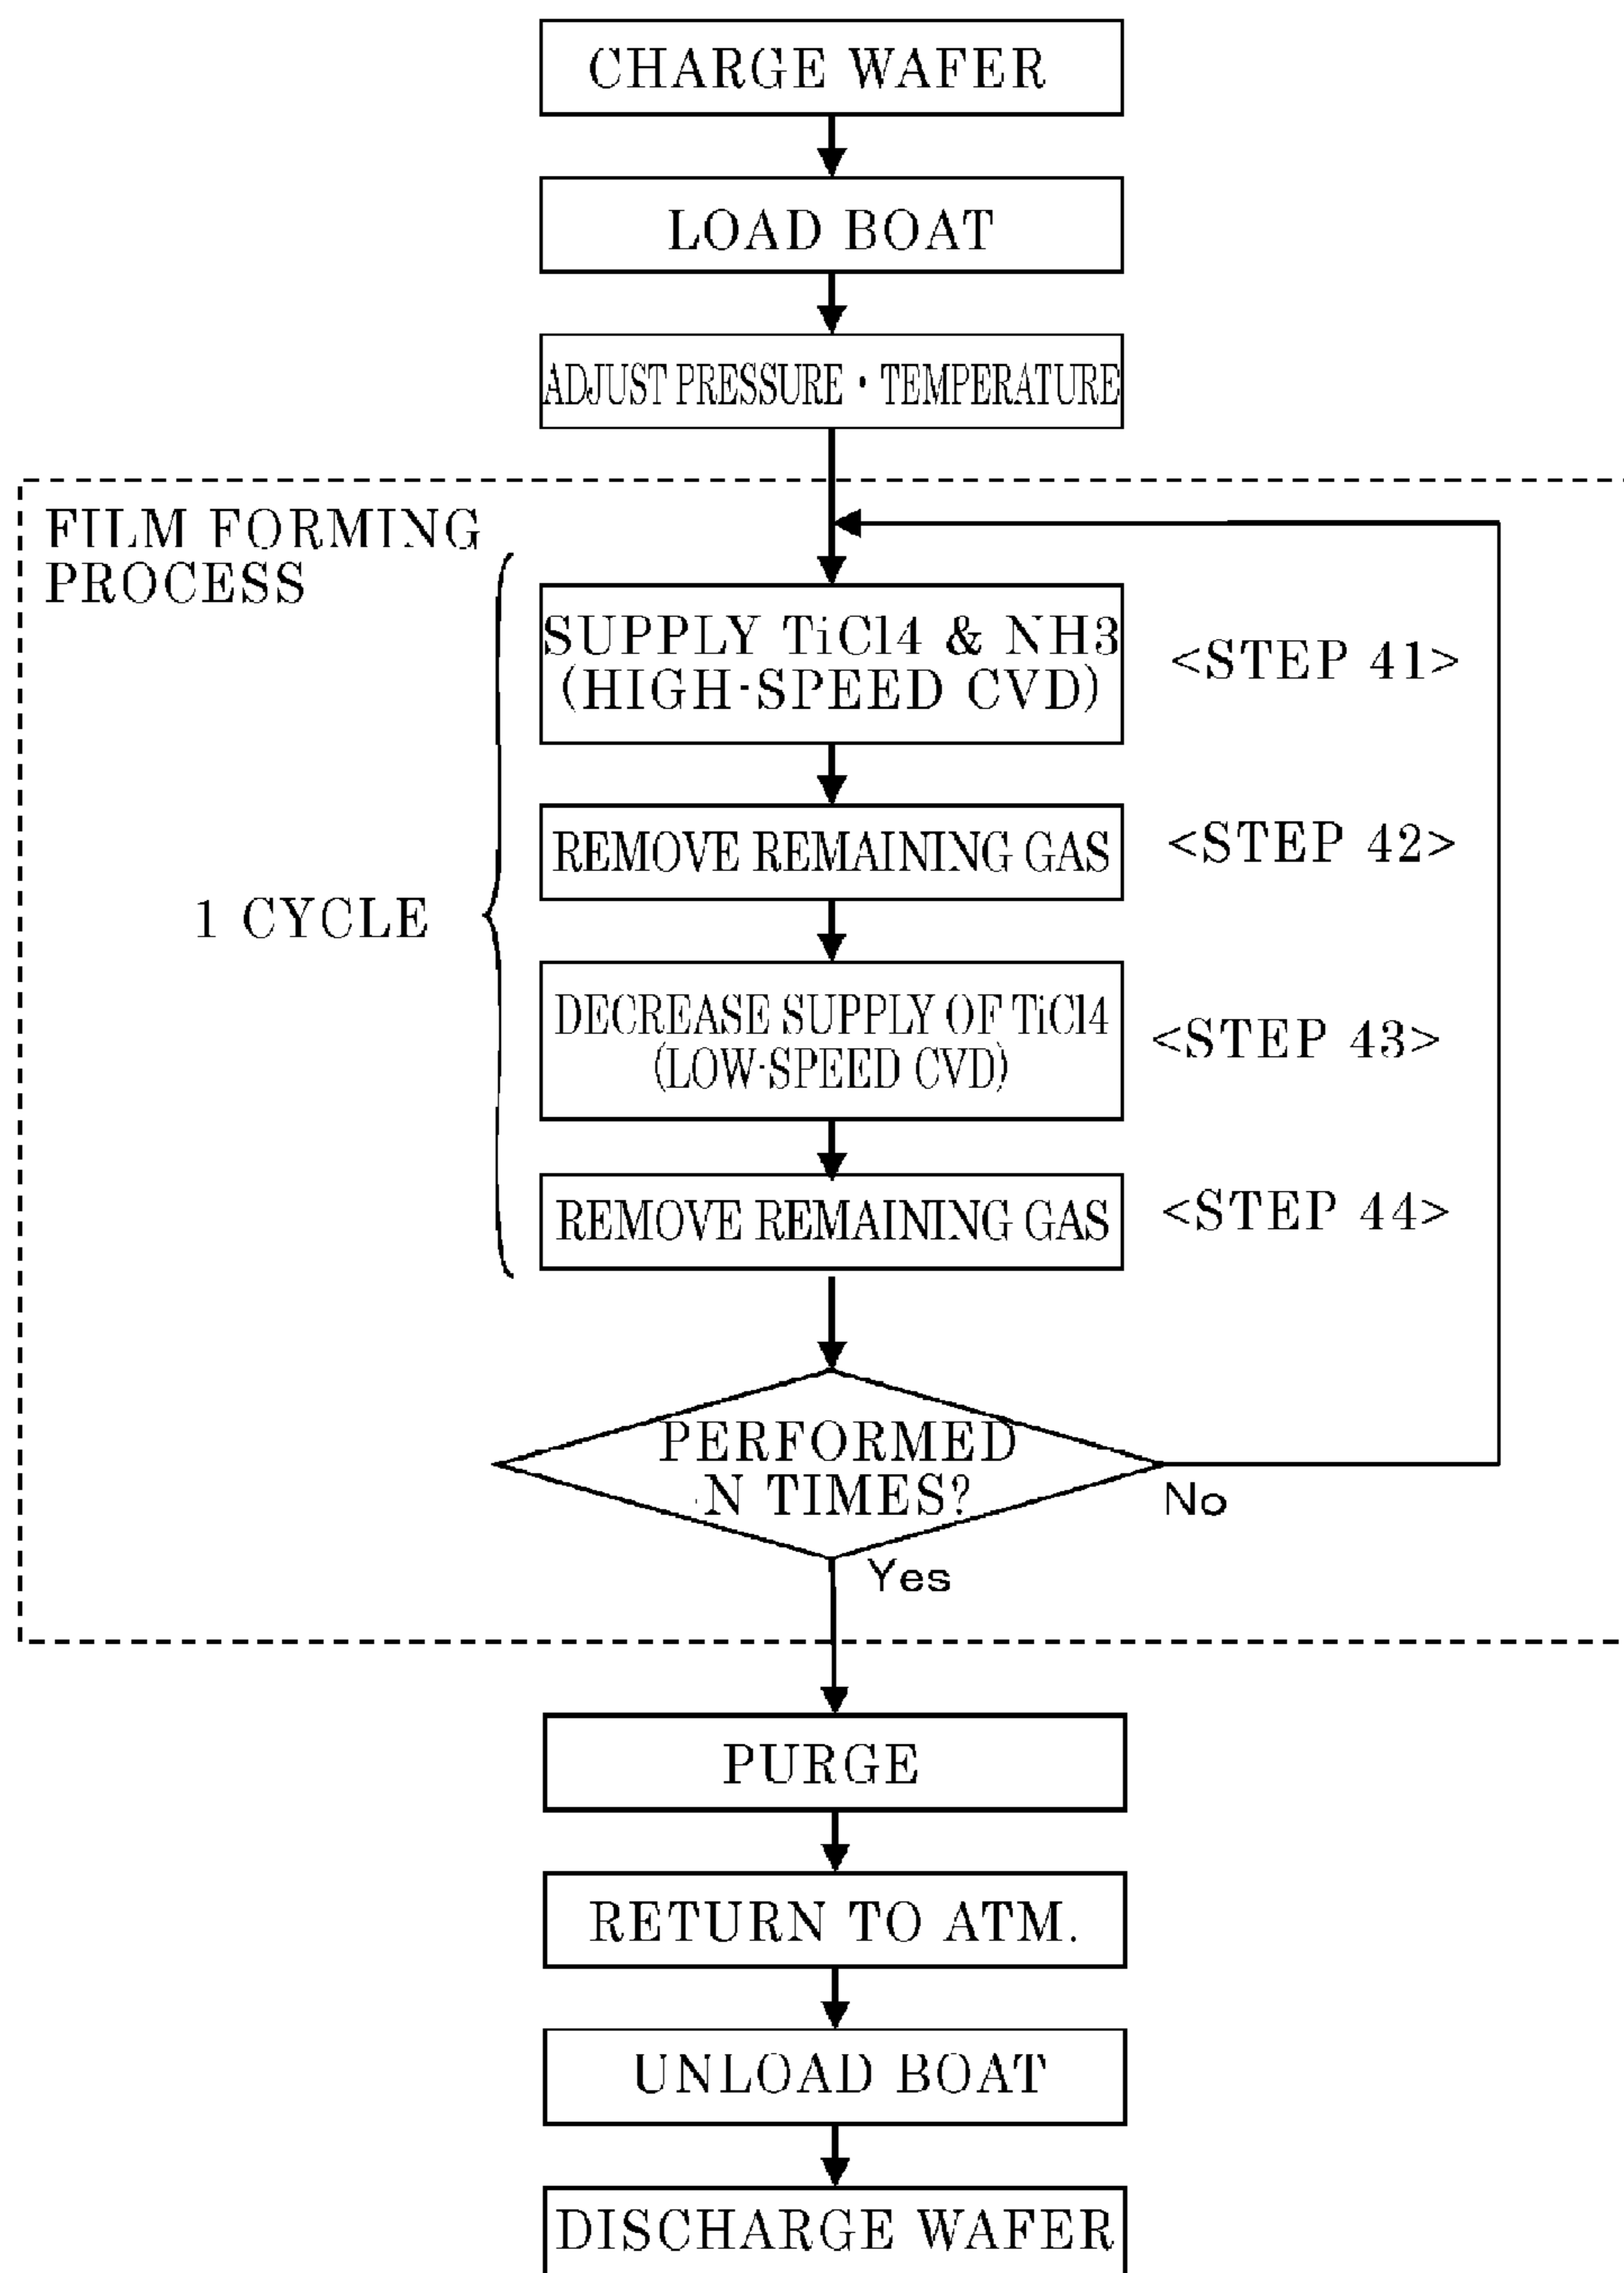 CHARGE WAFER
LOAD BOAT
ADJUST PRESSURE・TEMPERATURE
FILM FORMING
PROCESS
SUPPLY TiCl4 & NH3
(HIGH-SPEED CVD)
<STEP 41>
REMOVE REMAINING GAS
<STEP 42>
1 CYCLE
DECREASE SUPPLY OF TiCl4
(LOW-SPEED CVD)
<STEP 43>
REMOVE REMAINING GAS
<STEP 44>
PERFORMED
N TIMES?
No
Yes
PURGE
RETURN TO ATM.
UNLOAD BOAT
DISCHARGE WAFER